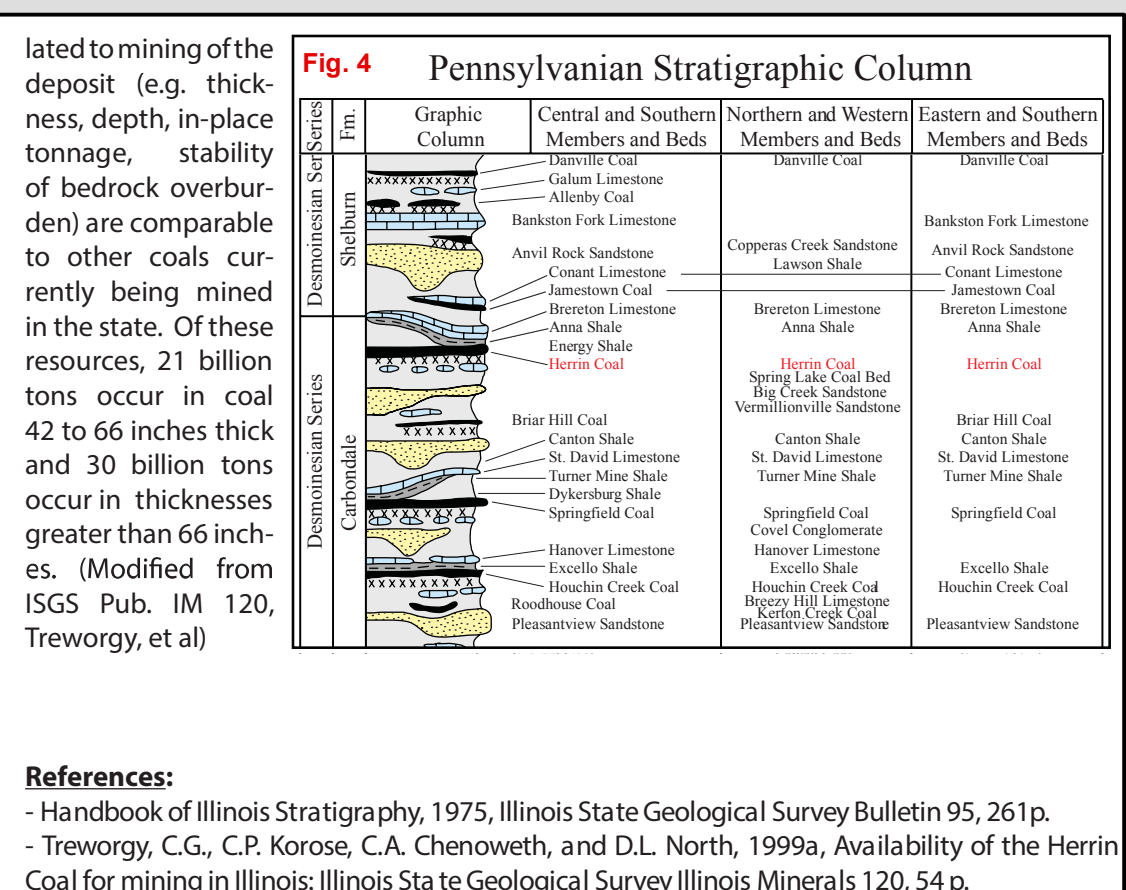 lated to mining of the
deposit (e.g. thick-
ness, depth, in-place
tonnage, stability
of bedrock overbur-
den) are comparable
to other coals cur-
rently being mined
in the state. Of these
resources, 21 billion
tons occur in coal
42 to 66 inches thick
and 30 billion tons
occur in thicknesses
greater than 66 inch-
es. (Modified from
ISGS Pub. IM 120,
Treworgy, et al)
Fig. 4
Pennsylvanian Stratigraphic Column
Series
Fm.
Graphic
Column
Central and Southern
Members and Beds
Northern and Western
Members and Beds
Eastern and Southern
Members and Beds
Desmoinesian Ser
Shelburn
Desmoinesian Series
Carbondale
Danville Coal
Galum Limestone
Allenby Coal
Bankston Fork Limestone
Anvil Rock Sandstone
Conant Limestone
Jamestown Coal
Brereton Limestone
Anna Shale
Energy Shale
Herrin Coal
Briar Hill Coal
Canton Shale
St. David Limestone
Turner Mine Shale
Dykersburg Shale
Springfield Coal
Hanover Limestone
Excello Shale
Houchin Creek Coal
Roodhouse Coal
Pleasantview Sandstone
Danville Coal
Copperas Creek Sandstone
Lawson Shale
Brereton Limestone
Anna Shale
Herrin Coal
Spring Lake Coal Bed
Big Creek Sandstone
Vermillionville Sandstone
Canton Shale
St. David Limestone
Turner Mine Shale
Springfield Coal
Covel Conglomerate
Hanover Limestone
Excello Shale
Houchin Creek Coal
Breezy Hill Limestone
Kerton Creek Coal
Pleasantview Sandstone
Danville Coal
Bankston Fork Limestone
Anvil Rock Sandstone
Conant Limestone
Jamestown Coal
Brereton Limestone
Anna Shale
Herrin Coal
Briar Hill Coal
Canton Shale
St. David Limestone
Turner Mine Shale
Springfield Coal
Excello Shale
Houchin Creek Coal
Pleasantview Sandstone
References:
- Handbook of Illinois Stratigraphy, 1975, Illinois State Geological Survey Bulletin 95, 261p.
- Treworgy, C.G., C.P. Korose, C.A. Chenoweth, and D.L. North, 1999a, Availability of the Herrin
Coal for mining in Illinois: Illinois State Geological Survey Illinois Minerals 120, 54 p.